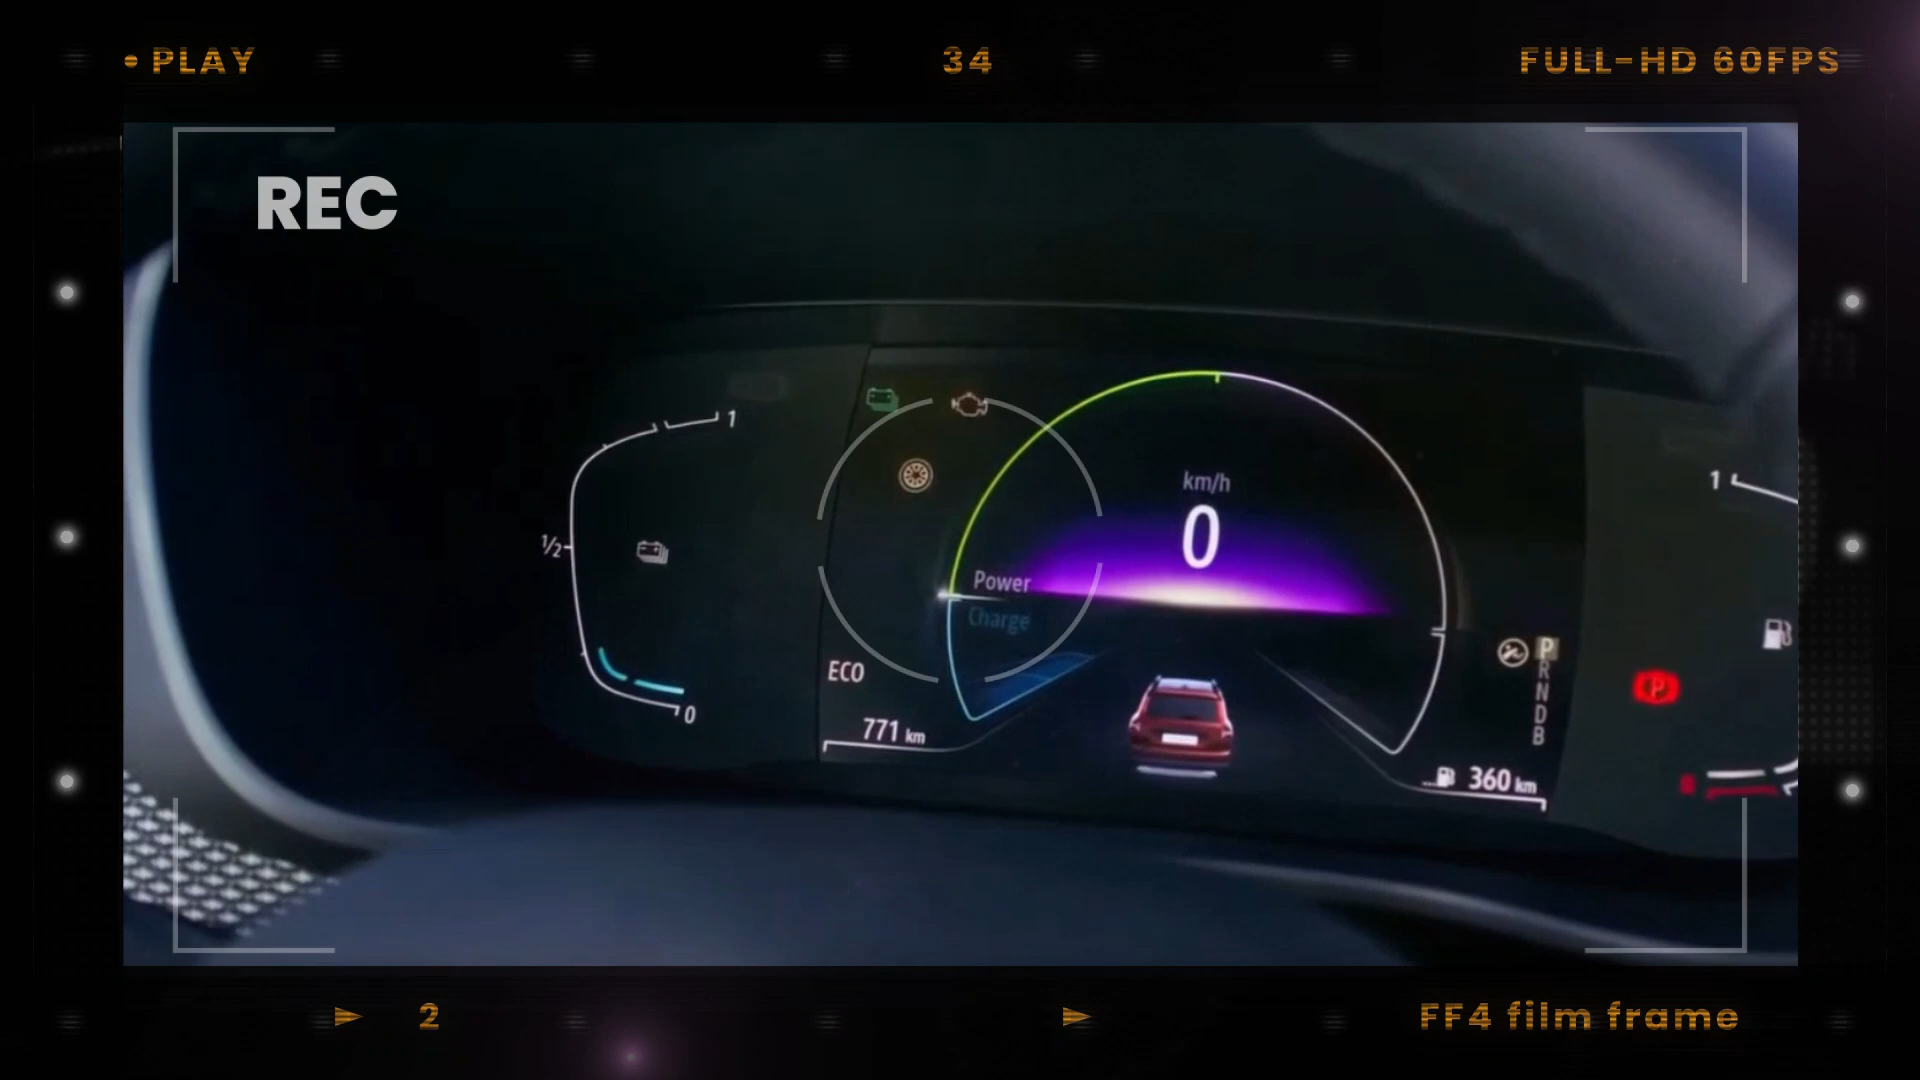 PLAY
34
FULL-HD 60FPS
REC
1
1/2
0
km/h
0
Power
Charge
ECO
771 km
P
R
N
D
B
360 km
1
P
2
FF4 film frame